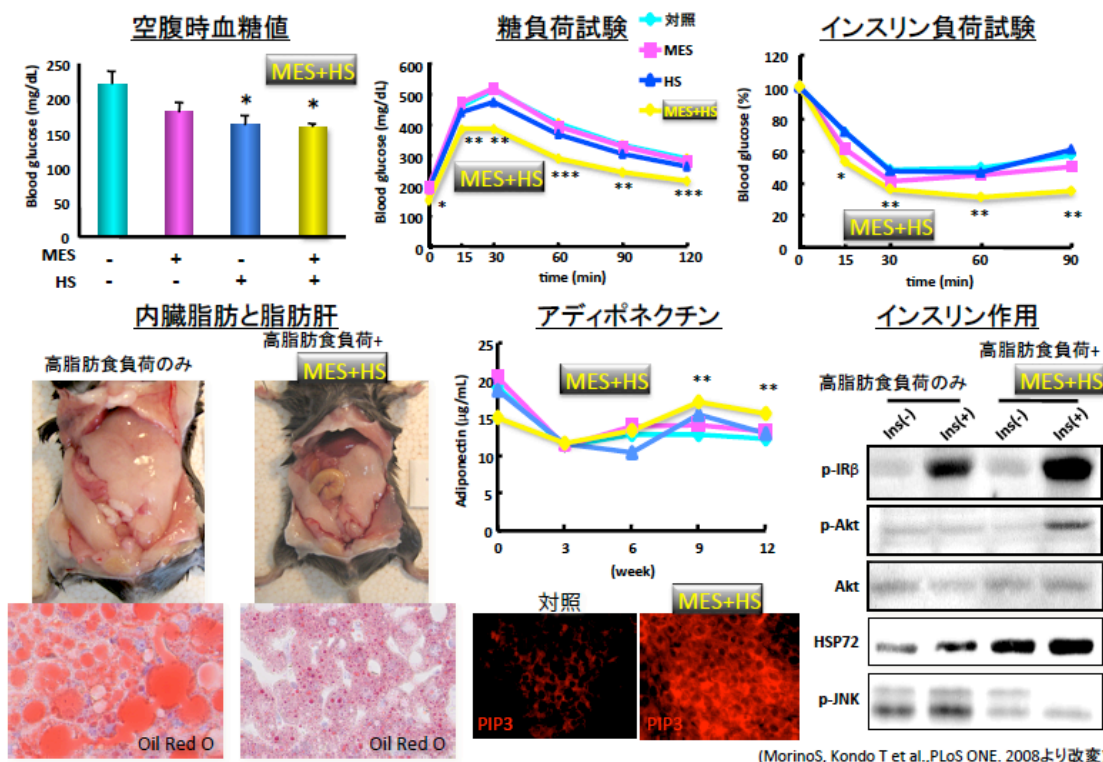 空腹時血糖値
250
200
150
100
50
0
Blood glucose (mg/dL)
MES+HS
*
*
MES - + - +
HS - - + +
糖負荷試験
対照
MES
HS
MES+HS
600
500
400
300
200
100
0
Blood glucose (mg/dL)
** **
MES+HS
*
***
**
***
0 15 30 60 90 120
time (min)
インスリン負荷試験
120
100
80
60
40
20
0
Blood glucose (%)
*
**
MES+HS
**
**
0 15 30 60 90
time (min)
内臓脂肪と脂肪肝
高脂肪食負荷のみ
高脂肪食負荷+
MES+HS
Oil Red O
Oil Red O
アディポネクチン
25
20
15
10
5
0
Adiponectin (μg/mL)
MES+HS
**
**
0 3 6 9 12
(week)
対照
MES+HS
PIP3
PIP3
インスリン作用
高脂肪食負荷のみ
高脂肪食負荷+
MES+HS
Ins(-) Ins(+) Ins(-) Ins(+)
p-IRβ
p-Akt
Akt
HSP72
p-JNK
(MorinoS, Kondo T et al.,PLoS ONE, 2008より改変